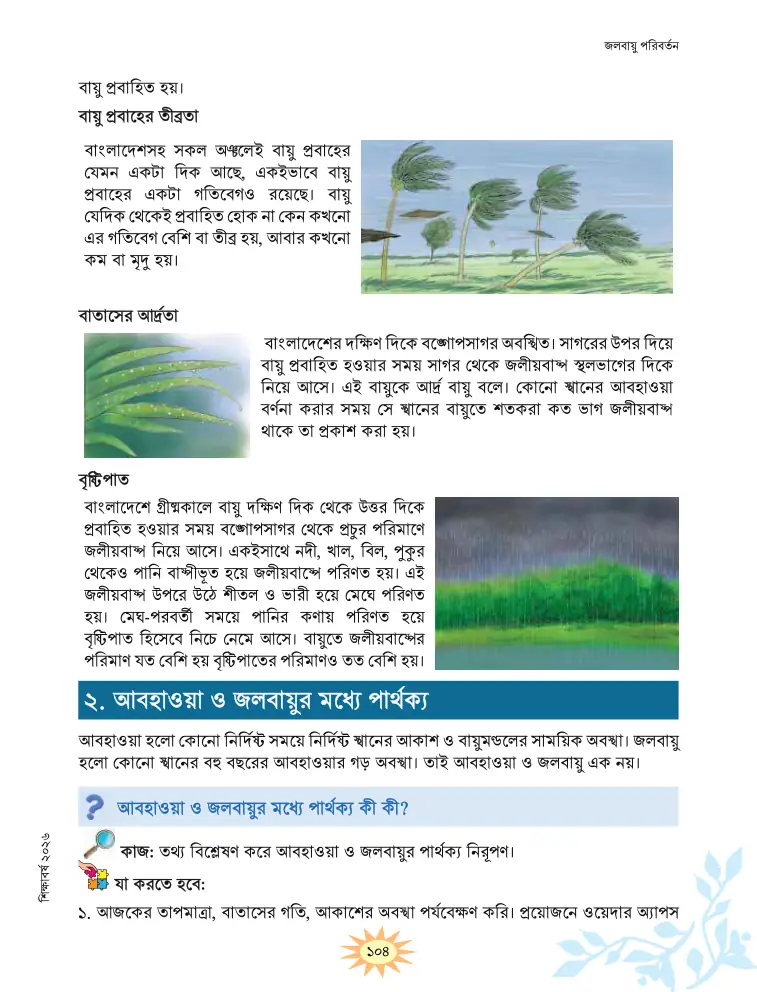 জলবায়ু পরিবর্তন
বায়ু প্রবাহিত হয়।
বায়ু প্রবাহের তীব্রতা
বাংলাদেশসহ সকল অঞ্চলেই বায়ু প্রবাহের
যেমন একটা দিক আছে, একইভাবে বায়ু
প্রবাহের একটা গতিবেগও রয়েছে। বায়ু
যেদিক থেকেই প্রবাহিত হোক না কেন কখনো
এর গতিবেগ বেশি বা তীব্র হয়, আবার কখনো
কম বা মৃদু হয়।
বাতাসের আর্দ্রতা
বাংলাদেশের দক্ষিণ দিকে বঙ্গোপসাগর অবস্থিত। সাগরের উপর দিয়ে
বায়ু প্রবাহিত হওয়ার সময় সাগর থেকে জলীয়বাষ্প স্থলভাগের দিকে
নিয়ে আসে। এই বায়ুকে আর্দ্র বায়ু বলে। কোনো স্থানের আবহাওয়া
বর্ণনা করার সময় সে স্থানের বায়ুতে শতকরা কত ভাগ জলীয়বাষ্প
থাকে তা প্রকাশ করা হয়।
বৃষ্টিপাত
বাংলাদেশে গ্রীষ্মকালে বায়ু দক্ষিণ দিক থেকে উত্তর দিকে
প্রবাহিত হওয়ার সময় বঙ্গোপসাগর থেকে প্রচুর পরিমাণে
জলীয়বাষ্প নিয়ে আসে। একইসাথে নদী, খাল, বিল, পুকুর
থেকেও পানি বাষ্পীভূত হয়ে জলীয়বাষ্পে পরিণত হয়। এই
জলীয়বাষ্প উপরে উঠে শীতল ও ভারী হয়ে মেঘে পরিণত
হয়। মেঘ-পরবর্তী সময়ে পানির কণায় পরিণত হয়ে
বৃষ্টিপাত হিসেবে নিচে নেমে আসে। বায়ুতে জলীয়বাষ্পের
পরিমাণ যত বেশি হয় বৃষ্টিপাতের পরিমাণও তত বেশি হয়।
২. আবহাওয়া ও জলবায়ুর মধ্যে পার্থক্য
আবহাওয়া হলো কোনো নির্দিষ্ট সময়ে নির্দিষ্ট স্থানের আকাশ ও বায়ুমন্ডলের সাময়িক অবস্থা। জলবায়ু
হলো কোনো স্থানের বহু বছরের আবহাওয়ার গড় অবস্থা। তাই আবহাওয়া ও জলবায়ু এক নয়।
? আবহাওয়া ও জলবায়ুর মধ্যে পার্থক্য কী কী?
কাজ: তথ্য বিশ্লেষণ করে আবহাওয়া ও জলবায়ুর পার্থক্য নিরূপণ।
যা করতে হবে:
১. আজকের তাপমাত্রা, বাতাসের গতি, আকাশের অবস্থা পর্যবেক্ষণ করি। প্রয়োজনে ওয়েদার অ্যাপস
শিক্ষাবর্ষ ২০২৬
১০৪